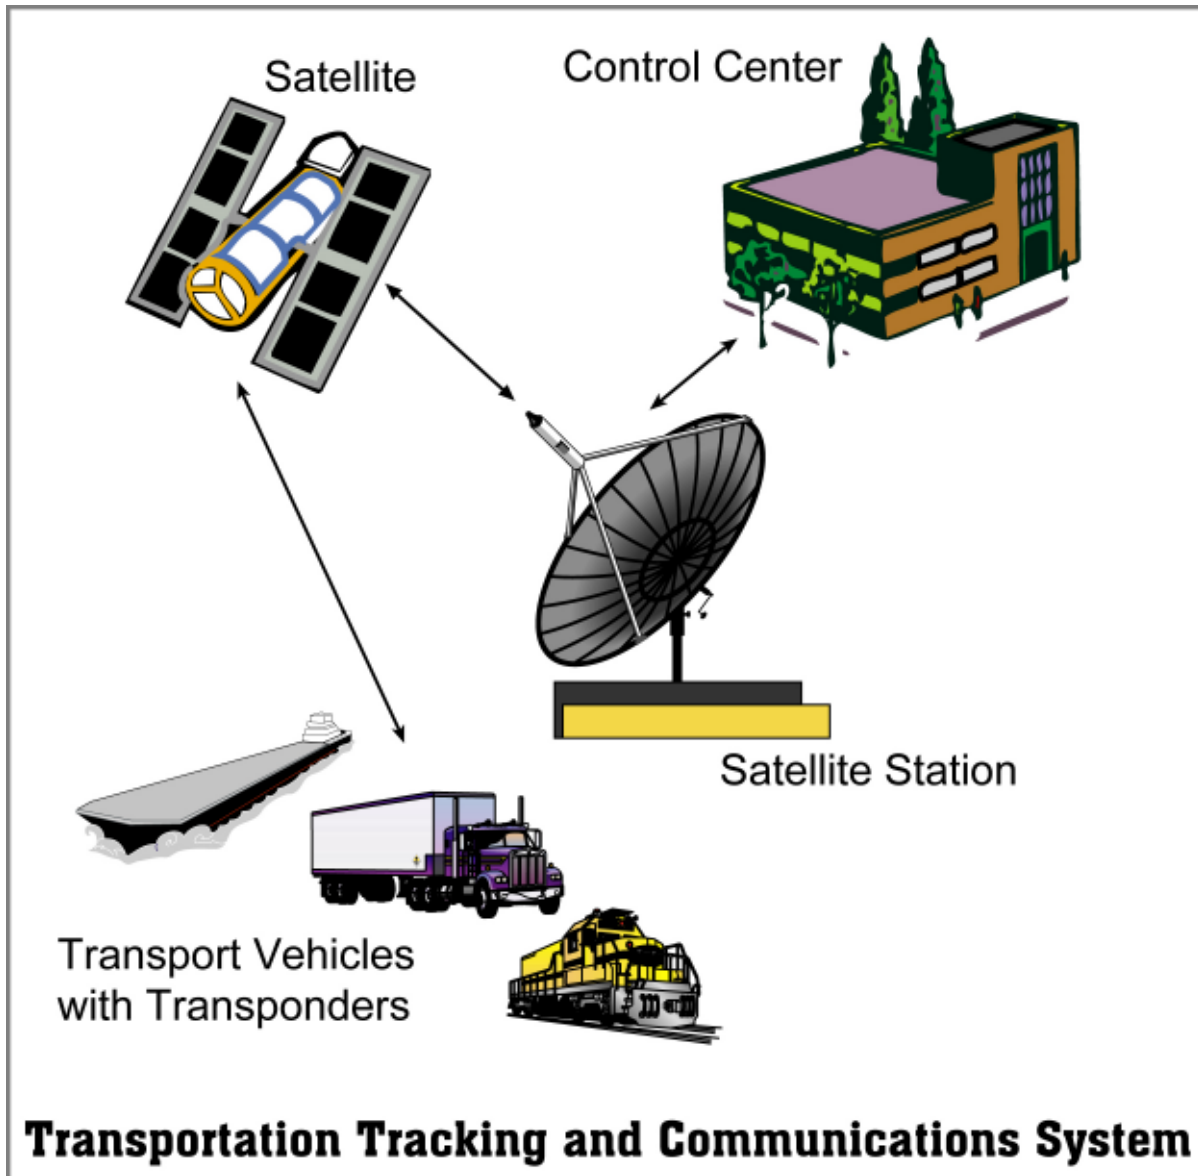 Satellite
Control Center
Satellite Station
Transport Vehicles
with Transponders
Transportation Tracking and Communications System